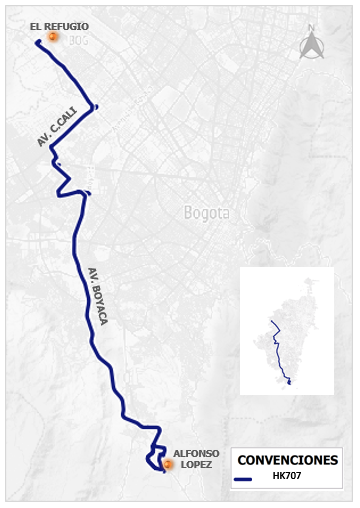 EL REFUGIO
N
AV. C.CALI
Bogota
AV. BOYACA
ALFONSO
LOPEZ
CONVENCIONES
HK707